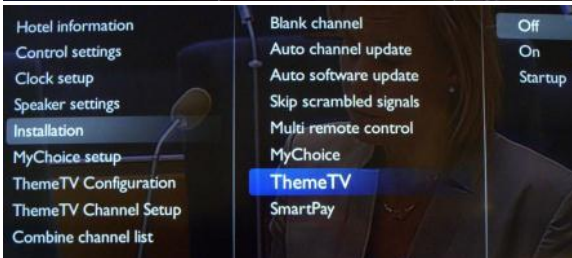 Hotel information
Control settings
Clock setup
Speaker settings
Installation
MyChoice setup
ThemeTV Configuration
ThemeTV Channel Setup
Combine channel list
Blank channel
Auto channel update
Auto software update
Skip scrambled signals
Multi remote control
MyChoice
ThemeTV
SmartPay
Off
On
Startup